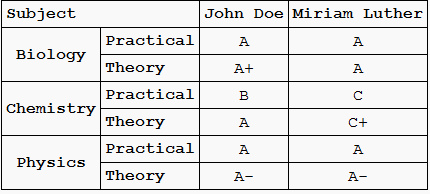 Subject John Doe Miriam Luther
Biology Practical A A
Theory A+ A
Chemistry Practical B C
Theory A C+
Physics Practical A A
Theory A- A-